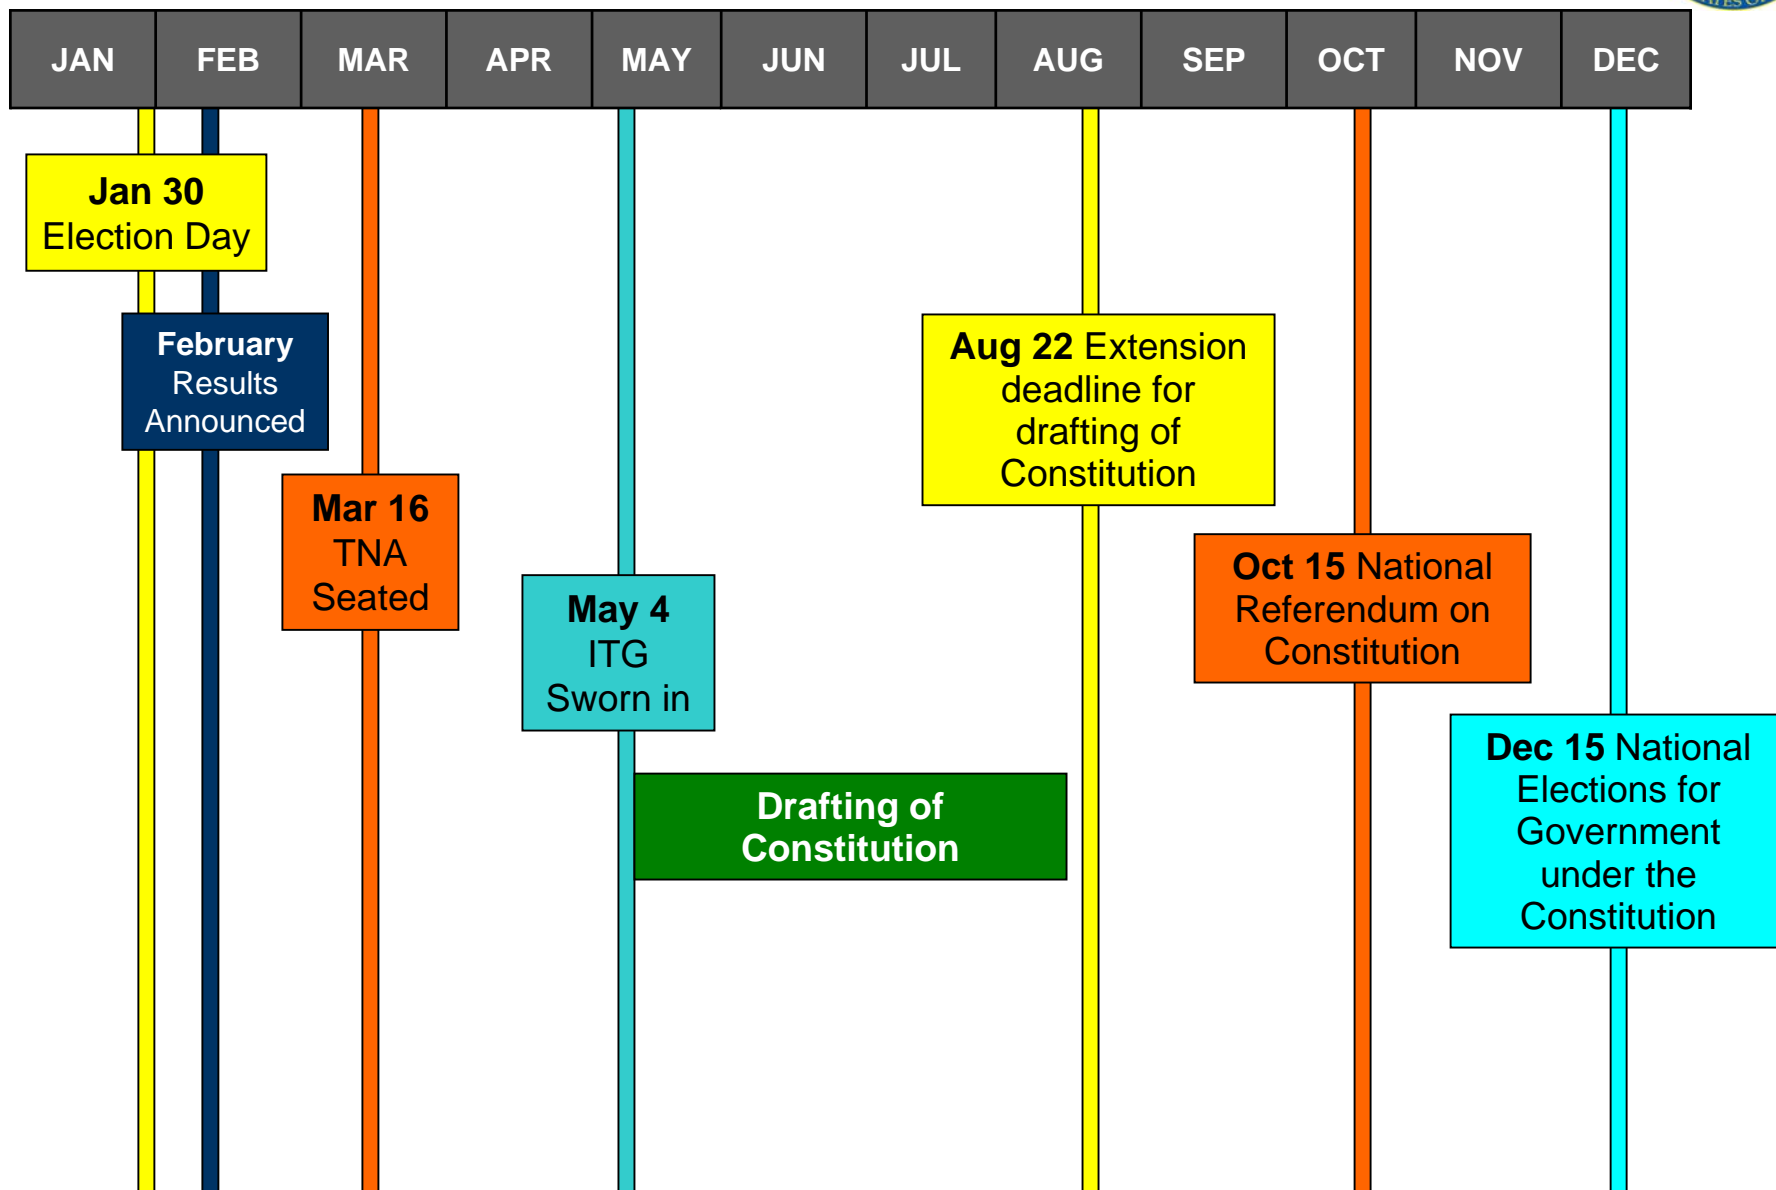 JAN FEB MAR APR MAY JUN JUL AUG SEP OCT NOV DEC
Jan 30
Election Day
February
Results
Announced
Mar 16
TNA
Seated
May 4
ITG
Sworn in
Drafting of
Constitution
Aug 22 Extension
deadline for
drafting of
Constitution
Oct 15 National
Referendum on
Constitution
Dec 15 National
Elections for
Government
under the
Constitution